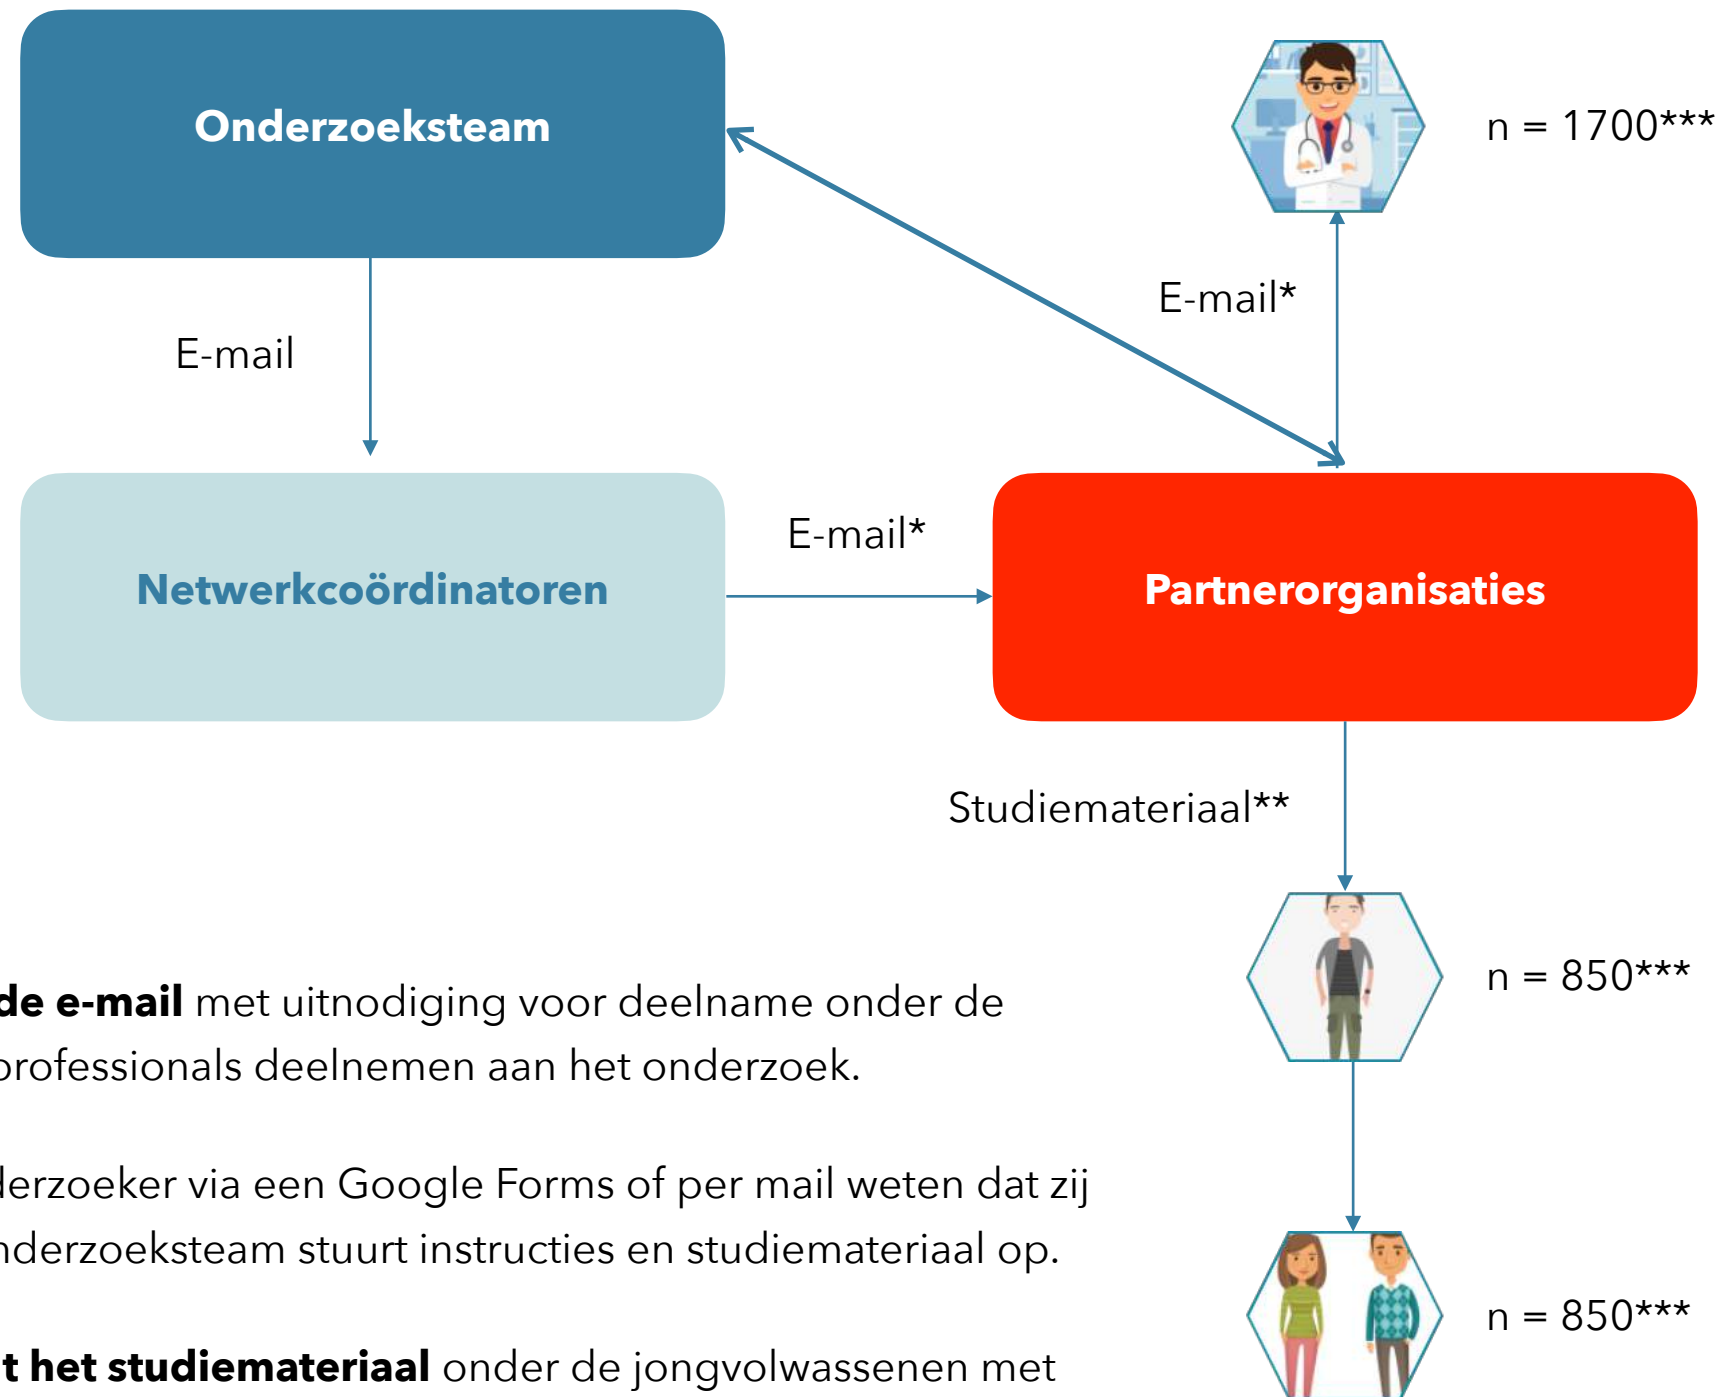 Onderzoeksteam
n = 1700***
E-mail*
E-mail
E-mail*
Netwerkcoördinatoren
Partnerorganisaties
Studiemateriaal**
n = 850***
de e-mail met uitnodiging voor deelname onder de
professionals deelnemen aan het onderzoek.
derzoeker via een Google Forms of per mail weten dat zij
nderzoeksteam stuurt instructies en studiemateriaal op.
n = 850***
t het studiemateriaal onder de jongvolwassenen met